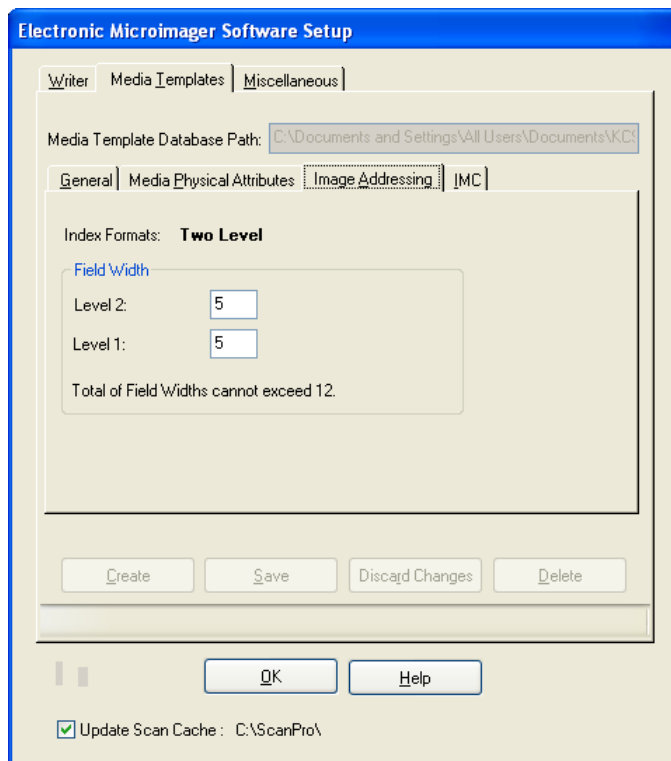 Electronic Microimager Software Setup
Writer Media Templates Miscellaneous
Media Template Database Path: C:\Documents and Settings\All Users\Documents\KCS
General Media Physical Attributes Image Addressing IMC
Index Formats: Two Level
Field Width
Level 2: 5
Level 1: 5
Total of Field Widths cannot exceed 12.
Create Save Discard Changes Delete
OK Help
Update Scan Cache : C:\ScanPro\